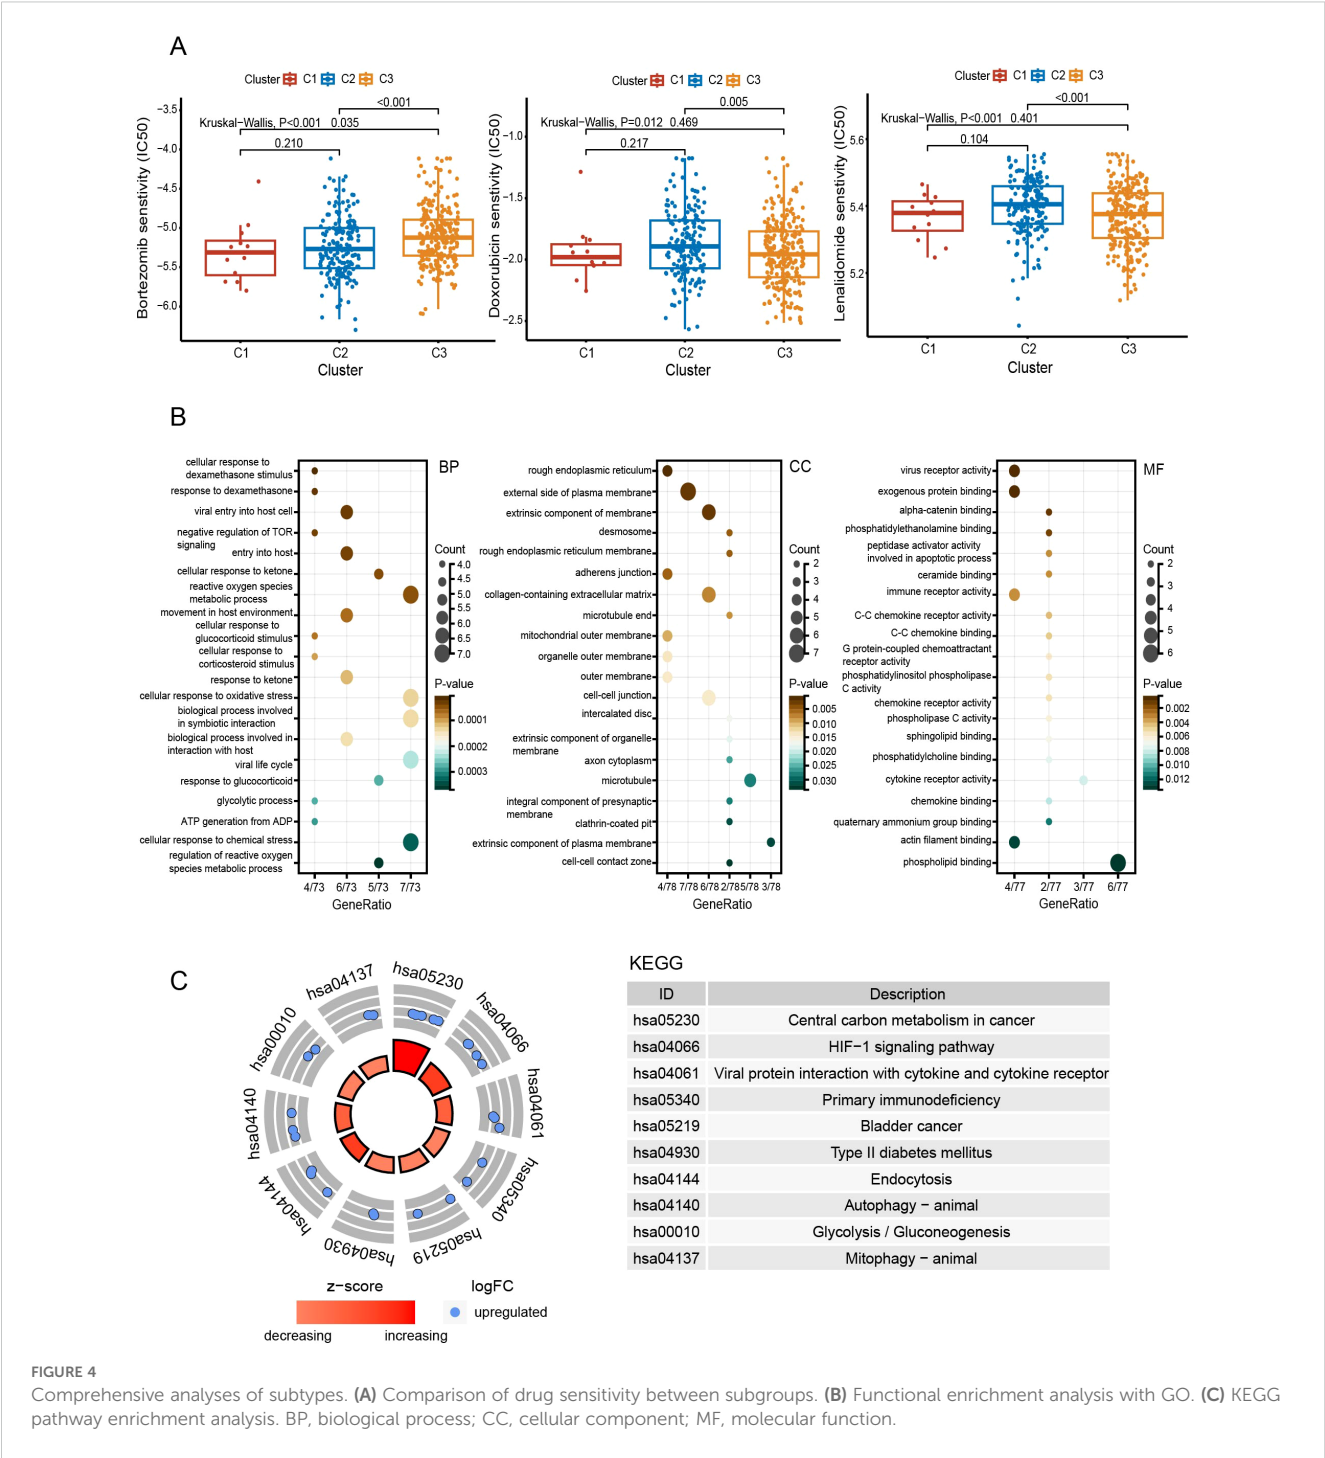 A
Cluster C1 C2 C3
<0.001
Kruskal−Wallis, P<0.001 0.035
0.210
Bortezomib senstivity (IC50)
−3.5
−4.0
−4.5
−5.0
−5.5
−6.0
C1 C2 C3
Cluster
Cluster C1 C2 C3
0.005
Kruskal−Wallis, P=0.012 0.469
0.217
Doxorubicin senstivity (IC50)
−1.0
−1.5
−2.0
−2.5
C1 C2 C3
Cluster
Cluster C1 C2 C3
<0.001
Kruskal−Wallis, P<0.001 0.401
0.104
Lenalidomide senstivity (IC50)
5.6
5.4
5.2
C1 C2 C3
Cluster
B
BP
cellular response to
dexamethasone stimulus
response to dexamethasone
viral entry into host cell
negative regulation of TOR
signaling
entry into host
cellular response to ketone
reactive oxygen species
metabolic process
movement in host environment
cellular response to
glucocorticoid stimulus
cellular response to
corticosteroid stimulus
response to ketone
cellular response to oxidative stress
biological process involved
in symbiotic interaction
biological process involved in
interaction with host
viral life cycle
response to glucocorticoid
glycolytic process
ATP generation from ADP
cellular response to chemical stress
regulation of reactive oxygen
species metabolic process
4/73 6/73 5/73 7/73
GeneRatio
Count
4.0
4.5
5.0
5.5
6.0
6.5
7.0
P-value
0.0001
0.0002
0.0003
CC
rough endoplasmic reticulum
external side of plasma membrane
extrinsic component of membrane
desmosome
rough endoplasmic reticulum membrane
adherens junction
collagen-containing extracellular matrix
microtubule end
mitochondrial outer membrane
organelle outer membrane
outer membrane
cell-cell junction
intercalated disc
extrinsic component of organelle
membrane
axon cytoplasm
microtubule
integral component of presynaptic
membrane
clathrin-coated pit
extrinsic component of plasma membrane
cell-cell contact zone
4/78 7/78 6/78 2/78 5/78 3/78
GeneRatio
Count
2
3
4
5
6
7
P-value
0.005
0.010
0.015
0.020
0.025
0.030
MF
virus receptor activity
exogenous protein binding
alpha-catenin binding
phosphatidylethanolamine binding
peptidase activator activity
involved in apoptotic process
ceramide binding
immune receptor activity
C-C chemokine receptor activity
C-C chemokine binding
G protein-coupled chemoattractant
receptor activity
phosphatidylinositol phospholipase
C activity
chemokine receptor activity
phospholipase C activity
sphingolipid binding
phosphatidylcholine binding
cytokine receptor activity
chemokine binding
quaternary ammonium group binding
actin filament binding
phospholipid binding
4/77 2/77 3/77 6/77
GeneRatio
Count
2
3
4
5
6
P-value
0.002
0.004
0.006
0.008
0.010
0.012
C
hsa05230
hsa04066
hsa04061
hsa05340
hsa05219
hsa04930
hsa04144
hsa04140
hsa00010
hsa04137
z−score
decreasing increasing
logFC
upregulated
KEGG
ID Description
hsa05230 Central carbon metabolism in cancer
hsa04066 HIF−1 signaling pathway
hsa04061 Viral protein interaction with cytokine and cytokine receptor
hsa05340 Primary immunodeficiency
hsa05219 Bladder cancer
hsa04930 Type II diabetes mellitus
hsa04144 Endocytosis
hsa04140 Autophagy − animal
hsa00010 Glycolysis / Gluconeogenesis
hsa04137 Mitophagy − animal
FIGURE 4
Comprehensive analyses of subtypes. (A) Comparison of drug sensitivity between subgroups. (B) Functional enrichment analysis with GO. (C) KEGG
pathway enrichment analysis. BP, biological process; CC, cellular component; MF, molecular function.